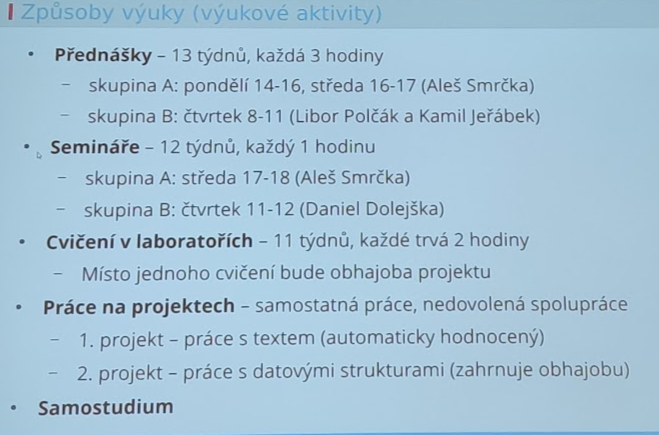 Způsoby výuky (výukové aktivity)
• Přednášky – 13 týdnů, každá 3 hodiny
– skupina A: pondělí 14-16, středa 16-17 (Aleš Smrčka)
– skupina B: čtvrtek 8-11 (Libor Polčák a Kamil Jeřábek)
• Semináře – 12 týdnů, každý 1 hodinu
– skupina A: středa 17-18 (Aleš Smrčka)
– skupina B: čtvrtek 11-12 (Daniel Dolejška)
• Cvičení v laboratořích – 11 týdnů, každé trvá 2 hodiny
– Místo jednoho cvičení bude obhajoba projektu
• Práce na projektech – samostatná práce, nedovolená spolupráce
– 1. projekt – práce s textem (automaticky hodnocený)
– 2. projekt – práce s datovými strukturami (zahrnuje obhajobu)
• Samostudium